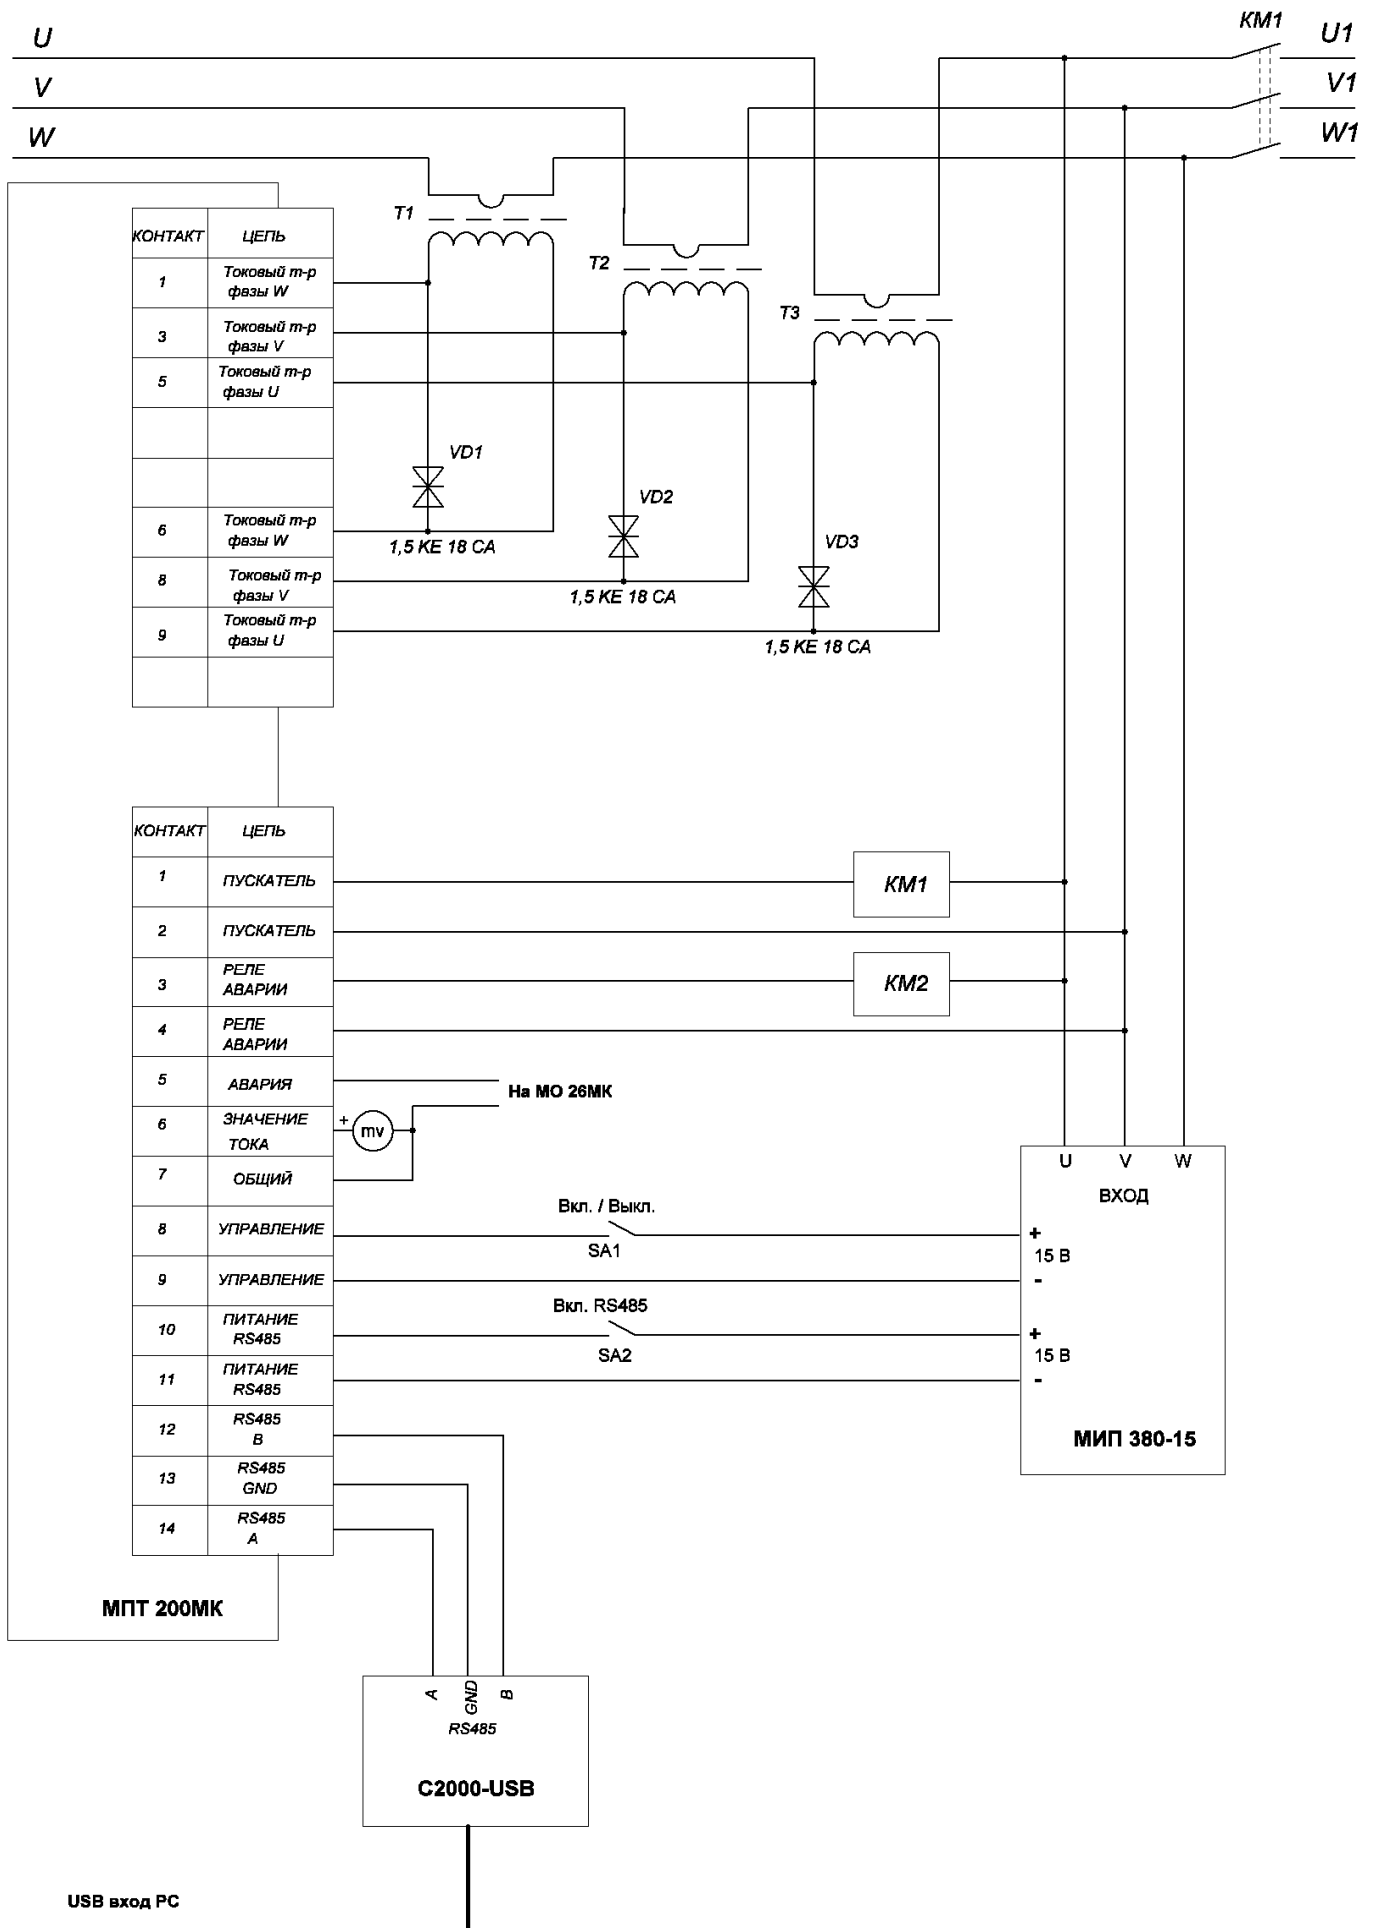 КМ1
U
U1
V
V1
W
W1
КОНТАКТ ЦЕПЬ
1 Токовый т-р
фазы W
3 Токовый т-р
фазы V
5 Токовый т-р
фазы U
6 Токовый т-р
фазы W
8 Токовый т-р
фазы V
9 Токовый т-р
фазы U
T1
T2
T3
VD1
1,5 KE 18 CA
VD2
1,5 KE 18 CA
VD3
1,5 KE 18 CA
КОНТАКТ ЦЕПЬ
1 ПУСКАТЕЛЬ
2 ПУСКАТЕЛЬ
3 РЕЛЕ
АВАРИИ
4 РЕЛЕ
АВАРИИ
5 АВАРИЯ
6 ЗНАЧЕНИЕ
ТОКА
7 ОБЩИЙ
8 УПРАВЛЕНИЕ
9 УПРАВЛЕНИЕ
10 ПИТАНИЕ
RS485
11 ПИТАНИЕ
RS485
12 RS485
B
13 RS485
GND
14 RS485
A
КМ1
КМ2
На МО 26МК
+
mv
Вкл. / Выкл.
SA1
Вкл. RS485
SA2
U V W
ВХОД
+
15 В
-
+
15 В
-
МИП 380-15
МПТ 200МК
A GND B
RS485
С2000-USB
USB вход PC